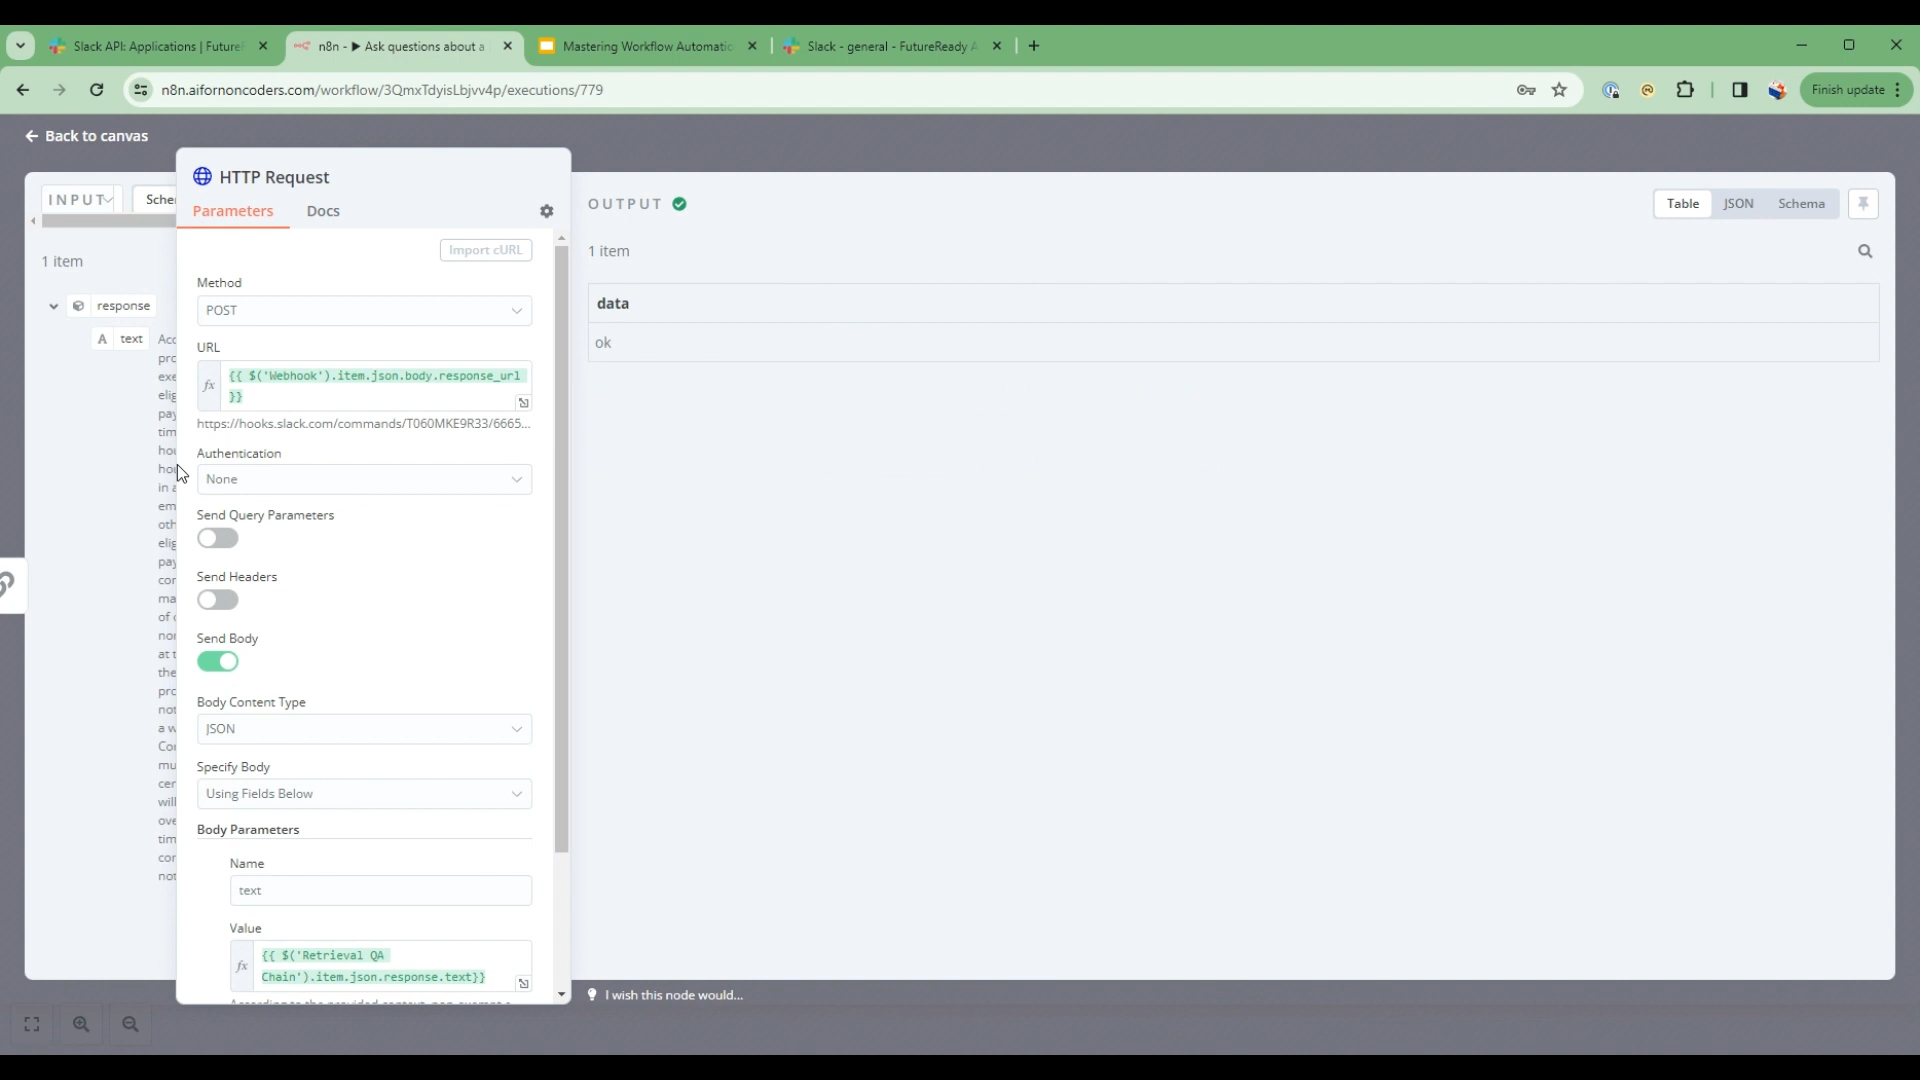 Slack API: Applications | Future
n8n - ▶ Ask questions about a
Mastering Workflow Automatic
Slack - general - FutureReady A
n8n.aifornoncoders.com/workflow/3QmxTdyisLbjvv4p/executions/779
Finish update
Back to canvas
HTTP Request
INPUT
Sche
Parameters
Docs
OUTPUT
Table
JSON
Schema
Import cURL
1 item
1 item
Method
POST
response
data
text
ok
URL
fx
{{ $('Webhook').item.json.body.response_url
}}
https://hooks.slack.com/commands/T060MKE9R33/6665...
Authentication
None
Send Query Parameters
Send Headers
Send Body
Body Content Type
JSON
Specify Body
Using Fields Below
Body Parameters
Name
text
Value
fx
{{ $('Retrieval QA
Chain').item.json.response.text}}
I wish this node would...